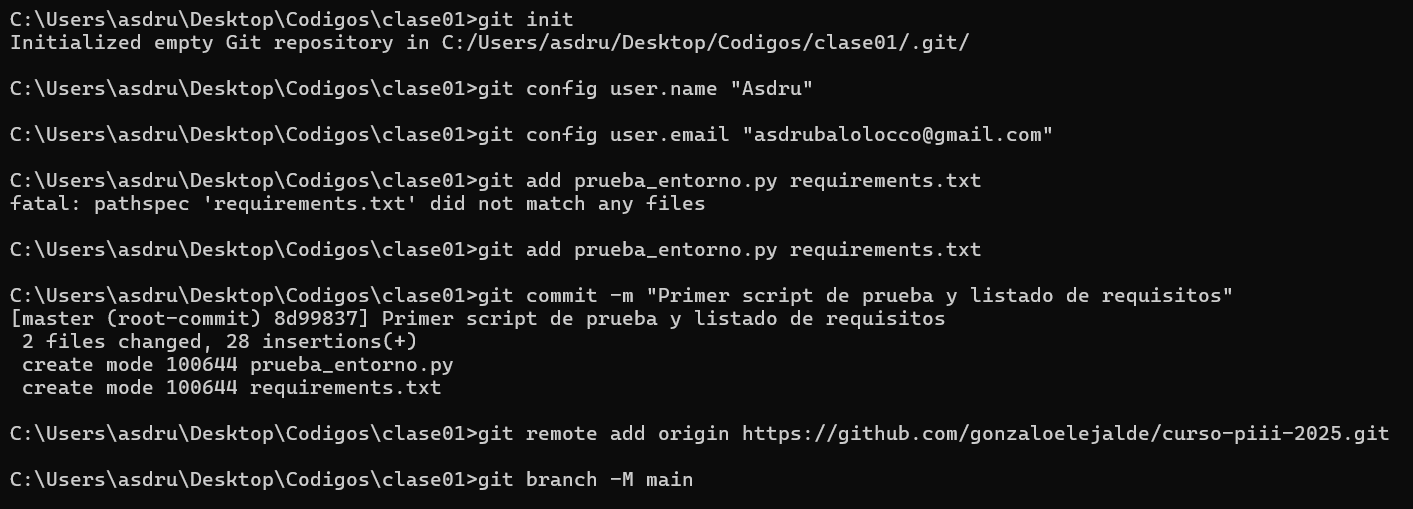 C:\Users\asdru\Desktop\Codigos\clase01>git init
Initialized empty Git repository in C:/Users/asdru/Desktop/Codigos/clase01/.git/
C:\Users\asdru\Desktop\Codigos\clase01>git config user.name "Asdru"
C:\Users\asdru\Desktop\Codigos\clase01>git config user.email "asdrubalolocco@gmail.com"
C:\Users\asdru\Desktop\Codigos\clase01>git add prueba_entorno.py requirements.txt
fatal: pathspec 'requirements.txt' did not match any files
C:\Users\asdru\Desktop\Codigos\clase01>git add prueba_entorno.py requirements.txt
C:\Users\asdru\Desktop\Codigos\clase01>git commit -m "Primer script de prueba y listado de requisitos"
[master (root-commit) 8d99837] Primer script de prueba y listado de requisitos
 2 files changed, 28 insertions(+)
 create mode 100644 prueba_entorno.py
 create mode 100644 requirements.txt
C:\Users\asdru\Desktop\Codigos\clase01>git remote add origin https://github.com/gonzaloelejalde/curso-piii-2025.git
C:\Users\asdru\Desktop\Codigos\clase01>git branch -M main